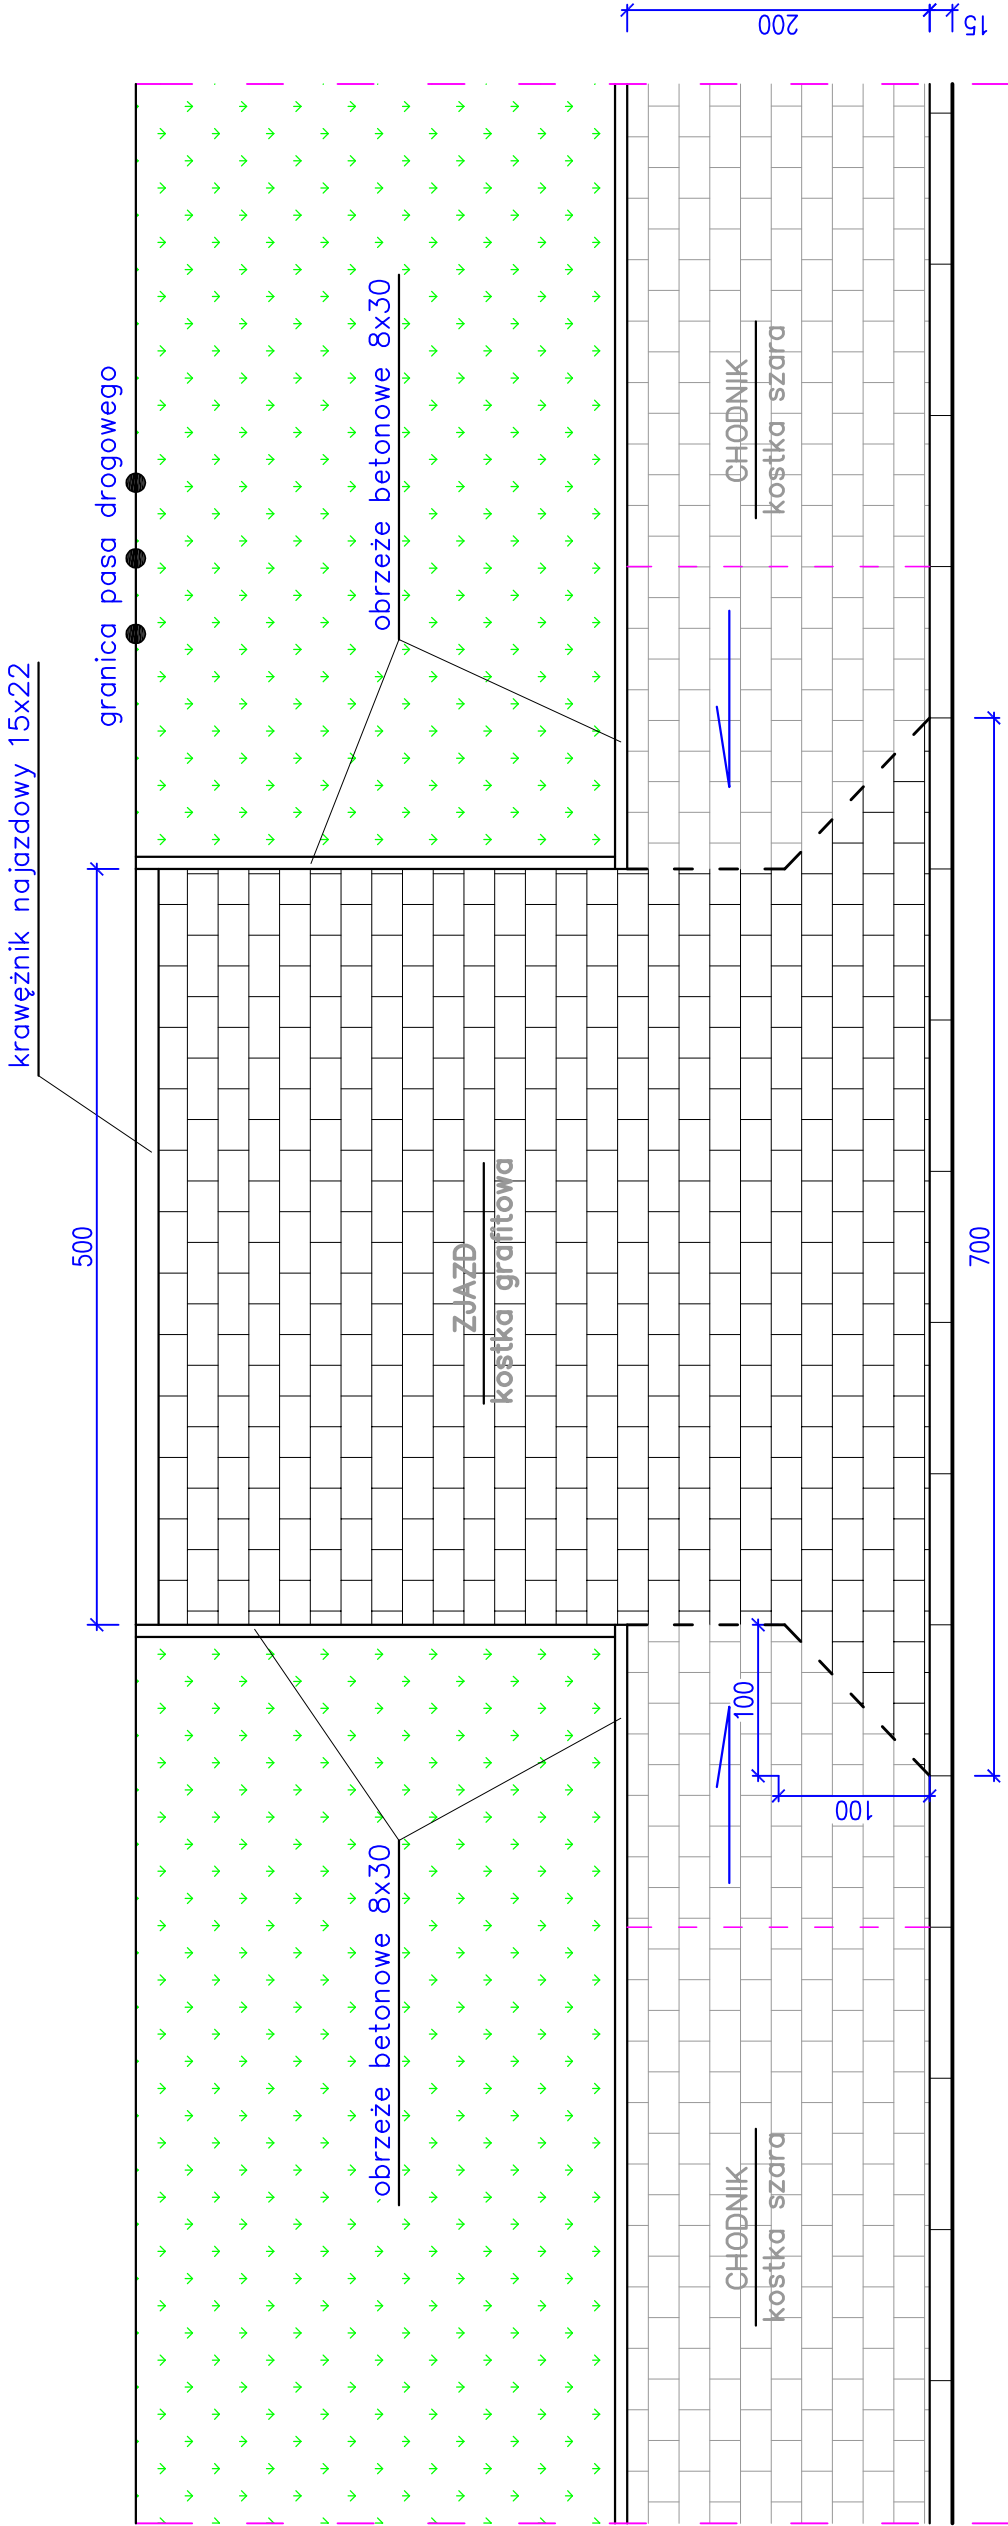 krawężnik najazdowy 15x22
granica pasa drogowego
500
obrzeże betonowe 8x30
obrzeże betonowe 8x30
ZJAZD
kostka grafitowa
CHODNIK
kostka szara
CHODNIK
kostka szara
100
100
200
15
700